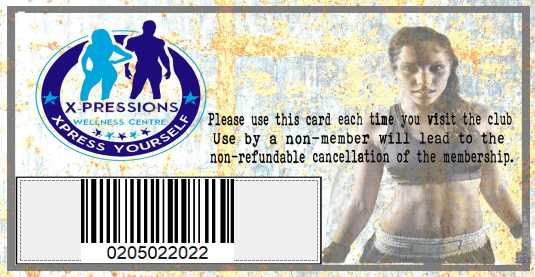 X-PRESSIONS
WELLNESS CENTRE
XPRESS YOURSELF
Please use this card each time you visit the club
Use by a non-member will lead to the
non-refundable cancellation of the membership.
0205022022